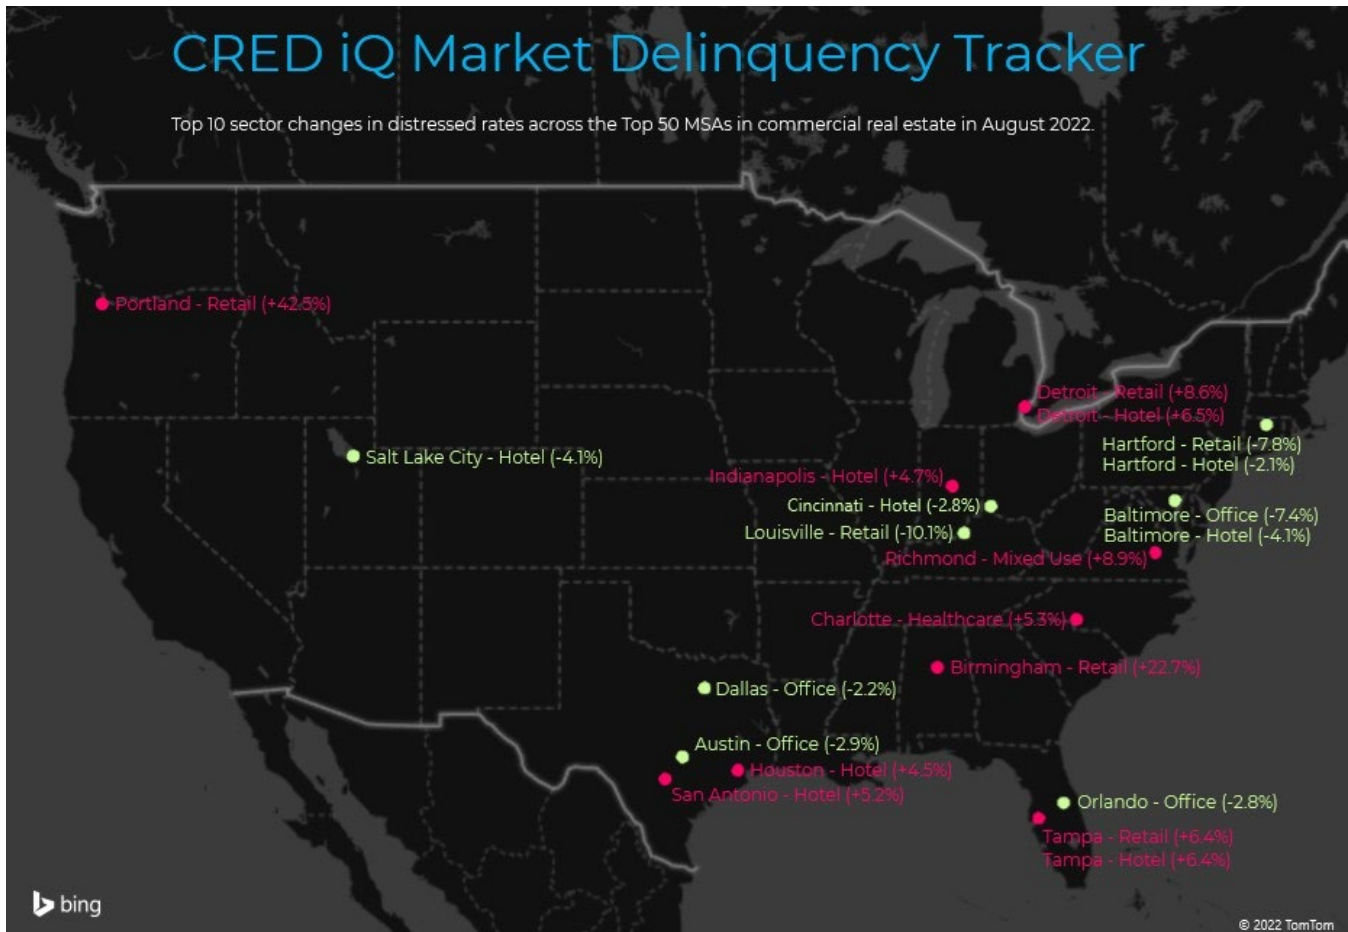 CRED iQ Market Delinquency Tracker
Top 10 sector changes in distressed rates across the Top 50 MSAs in commercial real estate in August 2022.
Portland - Retail (+42.5%)
Detroit - Retail (+8.6%)
Detroit - Hotel (+6.5%)
Hartford - Retail (-7.8%)
Hartford - Hotel (-2.1%)
Salt Lake City - Hotel (-4.1%)
Indianapolis - Hotel (+4.7%)
Cincinnati - Hotel (-2.8%)
Baltimore - Office (-7.4%)
Baltimore - Hotel (-4.1%)
Louisville - Retail (-10.1%)
Richmond - Mixed Use (+8.9%)
Charlotte - Healthcare (+5.3%)
Birmingham - Retail (+22.7%)
Dallas - Office (-2.2%)
Austin - Office (-2.9%)
Houston - Hotel (+4.5%)
San Antonio - Hotel (+5.2%)
Orlando - Office (-2.8%)
Tampa - Retail (+6.4%)
Tampa - Hotel (+6.4%)
bing
© 2022 TomTom